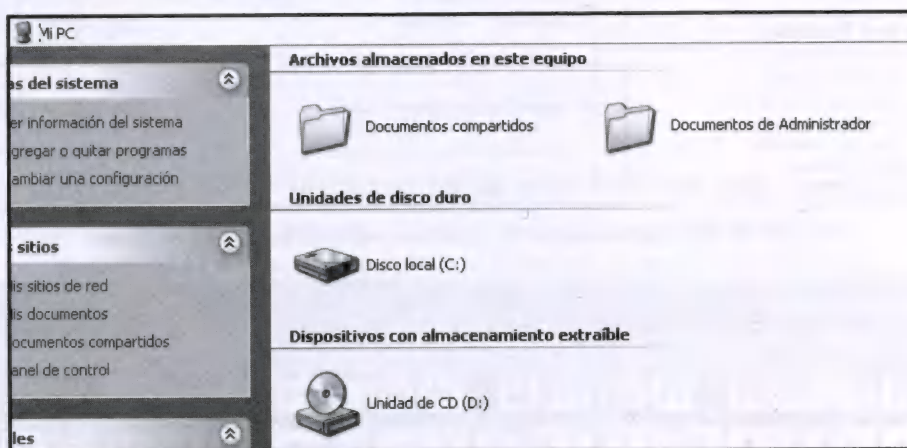 Mi PC
as del sistema
er información del sistema
gregar o quitar programas
ambiar una configuración
sitios
is sitios de red
is documentos
ocumentos compartidos
anel de control
les
Archivos almacenados en este equipo
Documentos compartidos
Documentos de Administrador
Unidades de disco duro
Disco local (C:)
Dispositivos con almacenamiento extraíble
Unidad de CD (D:)